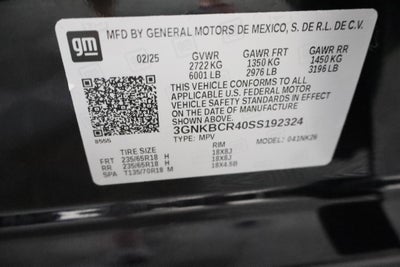 gm
MFD BY GENERAL MOTORS DE MEXICO, S. DE R.L. DE C.V.
02/25 GVWR GAWR FRT GAWR RR
2722 KG 1350 KG 1450 KG
6001 LB 2976 LB 3196 LB
THIS VEHICLE CONFORMS TO ALL
APPLICABLE U.S. FEDERAL MOTOR
VEHICLE SAFETY STANDARDS IN EFFECT ON
THE DATE OF MANUFACTURE SHOWN ABOVE.
3GNKBCR40SS192324
TYPE: MPV MODEL: 041NK26
TIRE SIZE RIM
FRT 235/65R18 H 18X8J
RR 235/65R18 H 18X8J
SPA T135/70R18 M 18X4.5B